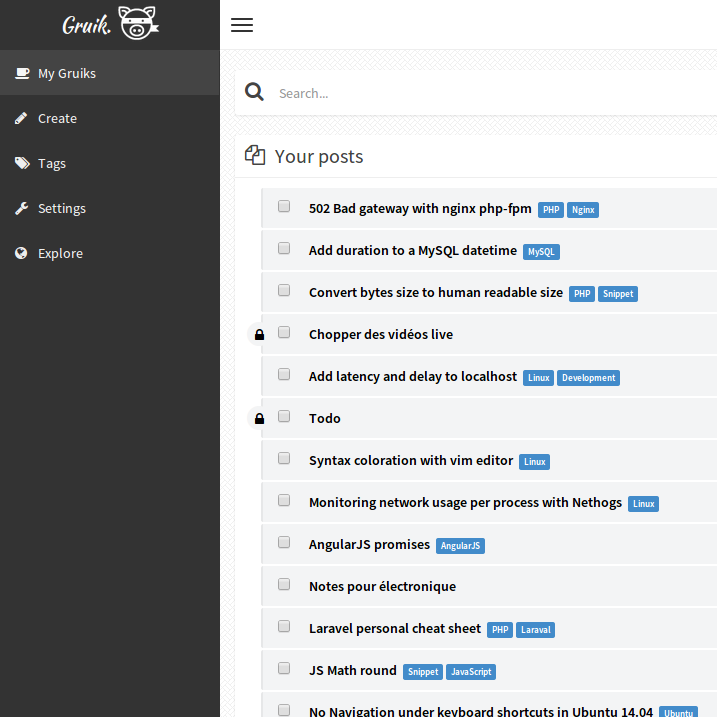 Gruik.
My Gruiks
Create
Tags
Settings
Explore
Search...
Your posts
502 Bad gateway with nginx php-fpm PHP Nginx
Add duration to a MySQL datetime MySQL
Convert bytes size to human readable size PHP Snippet
Chopper des vidéos live
Add latency and delay to localhost Linux Development
Todo
Syntax coloration with vim editor Linux
Monitoring network usage per process with Nethogs Linux
AngularJS promises AngularJS
Notes pour électronique
Laravel personal cheat sheet PHP Laraval
JS Math round Snippet JavaScript
No Navigation under keyboard shortcuts in Ubuntu 14.04 Ubuntu